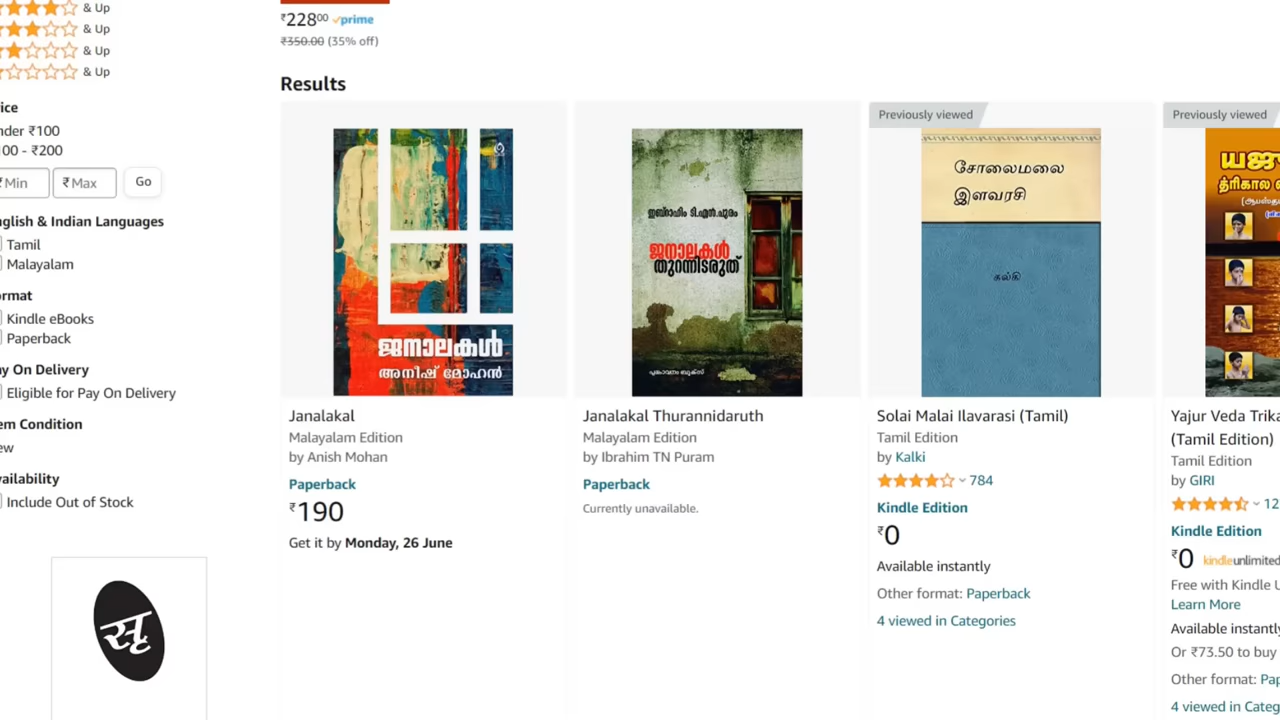 & Up
& Up
& Up
& Up
ice
nder ₹100
100 - ₹200
₹ Min
₹ Max
Go
nglish & Indian Languages
Tamil
Malayalam
ormat
Kindle eBooks
Paperback
ay On Delivery
Eligible for Pay On Delivery
em Condition
ew
vailability
Include Out of Stock
सृ
₹228⁰⁰ prime
₹350.00 (35% off)
Results
ജനാലകൾ
അനീഷ് മോഹൻ
Janalakal
Malayalam Edition
by Anish Mohan
Paperback
₹190
Get it by Monday, 26 June
ഇബ്രാഹിം ടി.എൻ.പുരം
ജനാലകൾ
തുറന്നിടരുത്
പുസ്തകവനം ബുക്സ്
Janalakal Thurannidaruth
Malayalam Edition
by Ibrahim TN Puram
Paperback
Currently unavailable.
Previously viewed
சோலைமலை
இளவரசி
கல்கி
Solai Malai Ilavarasi (Tamil)
Tamil Edition
by Kalki
784
Kindle Edition
₹0
Available instantly
Other format: Paperback
4 viewed in Categories
Previously viewed
யஜு
த்ரிகால
Yajur Veda Trika
(Tamil Edition)
Tamil Edition
by GIRI
12
Kindle Edition
₹0 kindleunlimited
Free with Kindle U
Learn More
Available instantly
Or ₹73.50 to buy
Other format: Pap
4 viewed in Categ